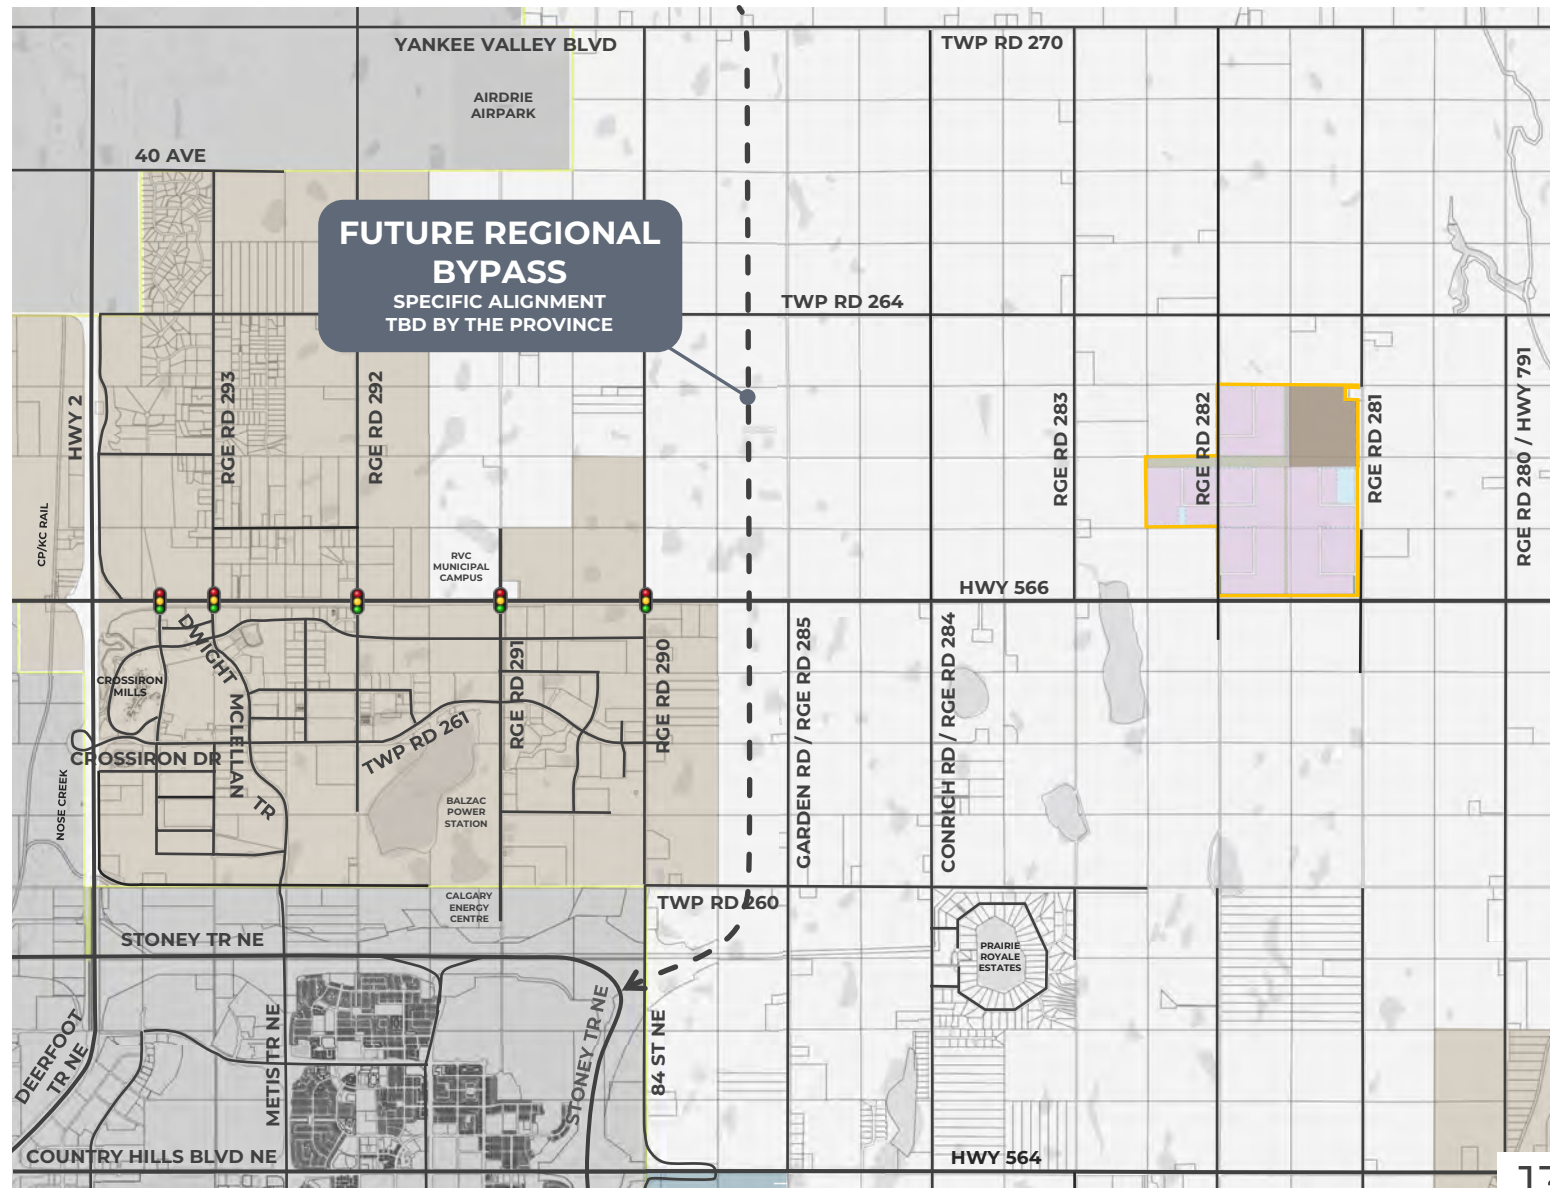 YANKEE VALLEY BLVD
TWP RD 270
AIRDRIE
AIRPARK
40 AVE
FUTURE REGIONAL
BYPASS
SPECIFIC ALIGNMENT
TBD BY THE PROVINCE
TWP RD 264
HWY 2
RGE RD 293
RGE RD 292
RGE RD 283
RGE RD 282
RGE RD 281
RGE RD 280 / HWY 791
CP/KC RAIL
RVC
MUNICIPAL
CAMPUS
HWY 566
DWIGHT MCLELLAN TR
CROSSIRON
MILLS
RGE RD 291
RGE RD 290
GARDEN RD / RGE RD 285
CONRICH RD / RGE RD 284
TWP RD 261
CROSSIRON DR
NOSE CREEK
BALZAC
POWER
STATION
CALGARY
ENERGY
CENTRE
TWP RD 260
STONEY TR NE
PRAIRIE
ROYALE
ESTATES
DEERFOOT
TR NE
METIS TR NE
STONEY TR NE
84 ST NE
COUNTRY HILLS BLVD NE
HWY 564